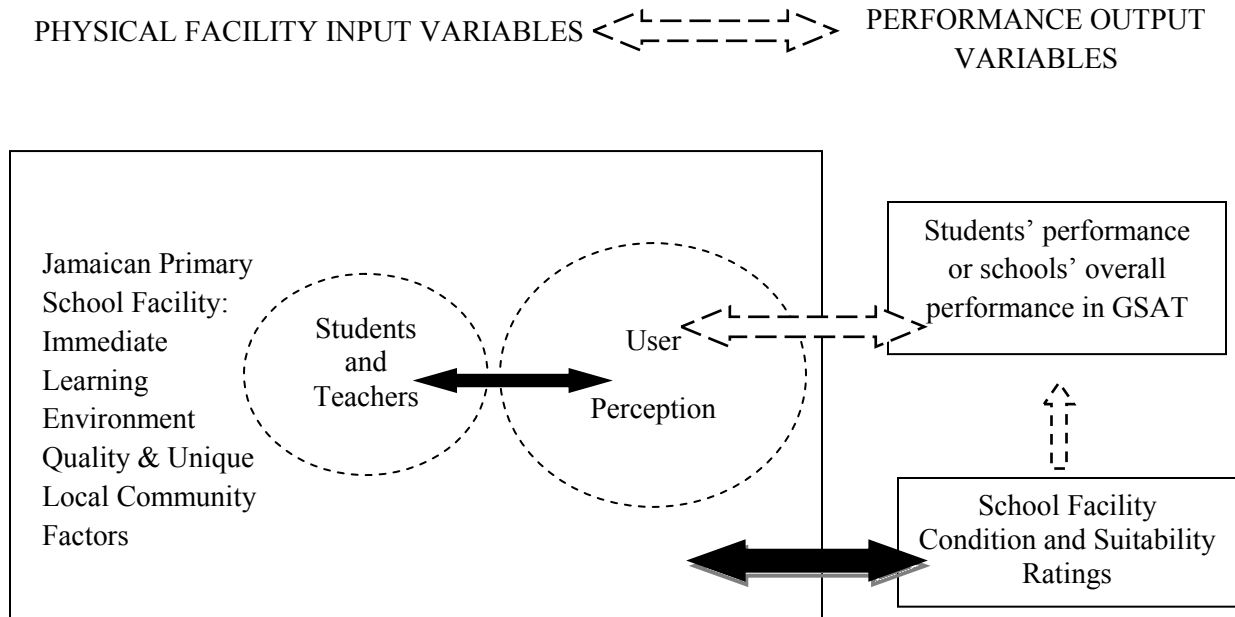 PHYSICAL FACILITY INPUT VARIABLES
PERFORMANCE OUTPUT
VARIABLES
Jamaican Primary
School Facility:
Immediate
Learning
Environment
Quality & Unique
Local Community
Factors
Students
and
Teachers
User
Perception
Students’ performance
or schools’ overall
performance in GSAT
School Facility
Condition and Suitability
Ratings